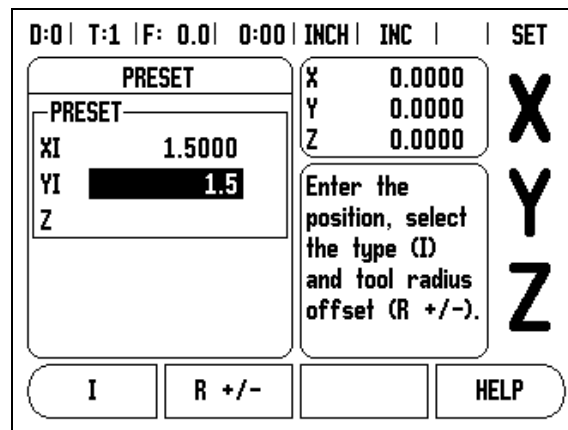 D:0 | T:1 | F: 0.0 | 0:00 | INCH | INC | | SET
PRESET
PRESET
XI 1.5000
YI 1.5
Z
X 0.0000
Y 0.0000
Z 0.0000
Enter the
position, select
the type (I)
and tool radius
offset (R +/-).
X
Y
Z
I
R +/-
HELP